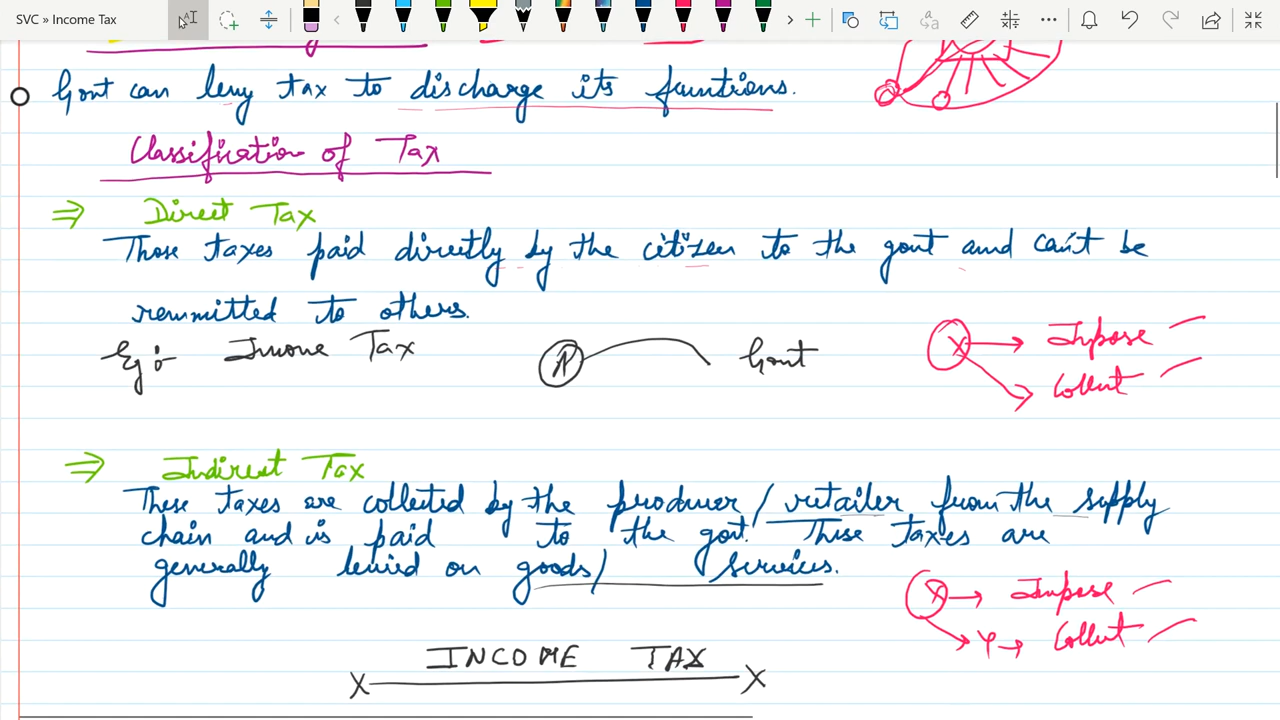 SVC » Income Tax
Govt can levy tax to discharge its functions.
Classification of Tax
⇒ Direct Tax
Those taxes paid directly by the citizen to the govt and can't be
remmitted to others.
Eg:- Income Tax
Govt
X → Impose
→ Collect
⇒ Indirect Tax
These taxes are collected by the producer / retailer from the supply
chain and is paid to the govt. These taxes are
generally levied on goods / services.
X → Impose
→ Y → Collect
X INCOME TAX X